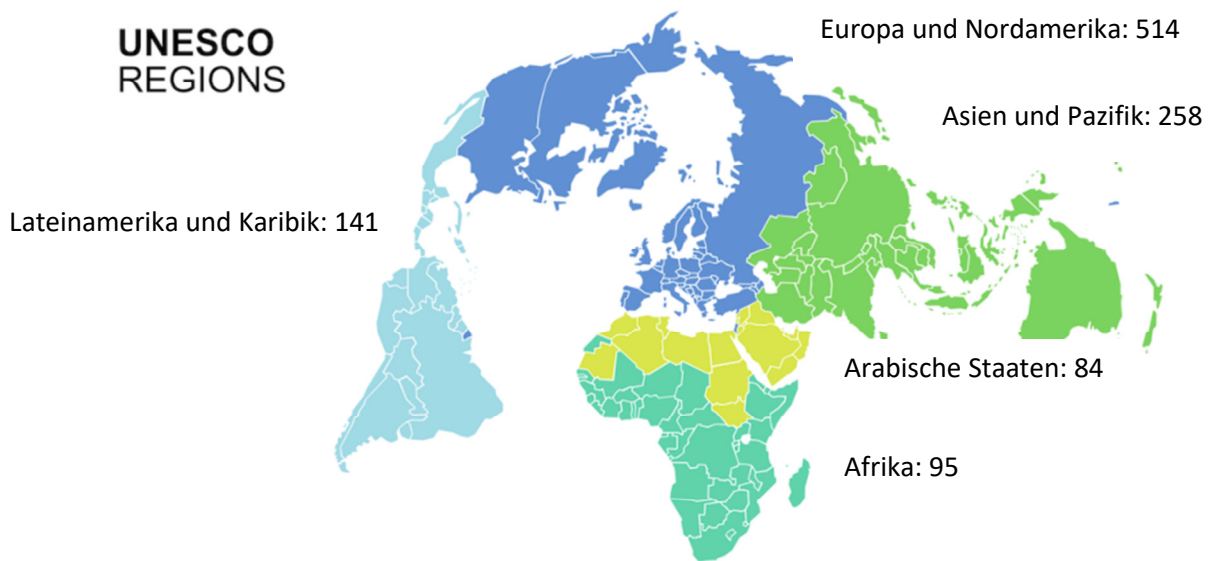 UNESCO
REGIONS
Europa und Nordamerika: 514
Asien und Pazifik: 258
Lateinamerika und Karibik: 141
Arabische Staaten: 84
Afrika: 95